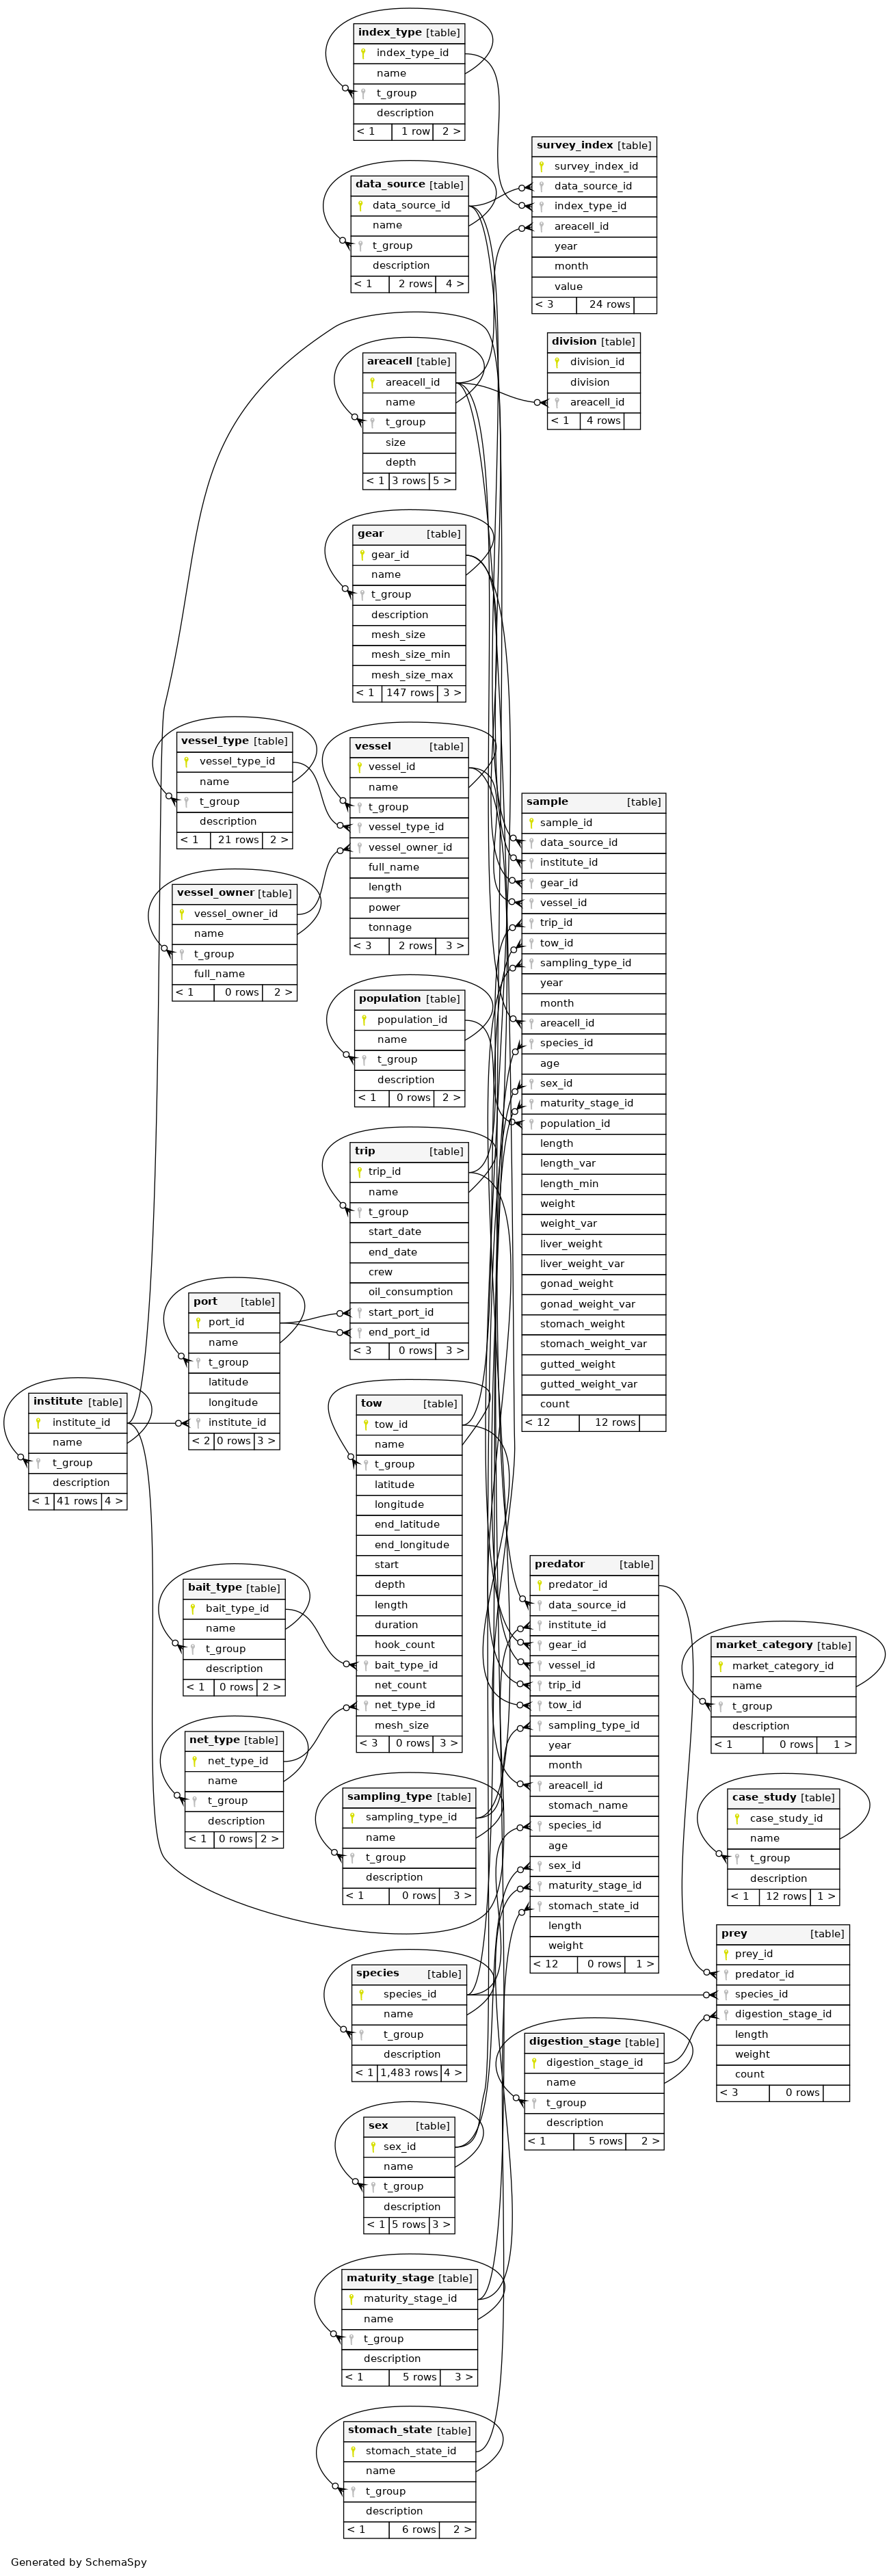 index_type [table]
index_type_id
name
t_group
description
< 1 1 row 2 >
survey_index [table]
survey_index_id
data_source_id
index_type_id
areacell_id
year
month
value
< 3 24 rows
data_source [table]
data_source_id
name
t_group
description
< 1 2 rows 4 >
division [table]
division_id
division
areacell_id
< 1 4 rows
areacell [table]
areacell_id
name
t_group
size
depth
< 1 3 rows 5 >
gear [table]
gear_id
name
t_group
description
mesh_size
mesh_size_min
mesh_size_max
< 1 147 rows 3 >
vessel_type [table]
vessel_type_id
name
t_group
description
< 1 21 rows 2 >
vessel [table]
vessel_id
name
t_group
vessel_type_id
vessel_owner_id
full_name
length
power
tonnage
< 3 2 rows 3 >
vessel_owner [table]
vessel_owner_id
name
t_group
full_name
< 1 0 rows 2 >
sample [table]
sample_id
data_source_id
institute_id
gear_id
vessel_id
trip_id
tow_id
sampling_type_id
year
month
areacell_id
species_id
age
sex_id
maturity_stage_id
population_id
length
length_var
length_min
weight
weight_var
liver_weight
liver_weight_var
gonad_weight
gonad_weight_var
stomach_weight
stomach_weight_var
gutted_weight
gutted_weight_var
count
< 12 12 rows
population [table]
population_id
name
t_group
description
< 1 0 rows 2 >
trip [table]
trip_id
name
t_group
start_date
end_date
crew
oil_consumption
start_port_id
end_port_id
< 3 0 rows 3 >
port [table]
port_id
name
t_group
latitude
longitude
institute_id
< 2 0 rows 3 >
institute [table]
institute_id
name
t_group
description
< 1 41 rows 4 >
tow [table]
tow_id
name
t_group
latitude
longitude
end_latitude
end_longitude
start
depth
length
duration
hook_count
bait_type_id
net_count
net_type_id
mesh_size
< 3 0 rows 3 >
bait_type [table]
bait_type_id
name
t_group
description
< 1 0 rows 2 >
net_type [table]
net_type_id
name
t_group
description
< 1 0 rows 2 >
predator [table]
predator_id
data_source_id
institute_id
gear_id
vessel_id
trip_id
tow_id
sampling_type_id
year
month
areacell_id
stomach_name
species_id
age
sex_id
maturity_stage_id
stomach_state_id
length
weight
< 12 0 rows 1 >
market_category [table]
market_category_id
name
t_group
description
< 1 0 rows 1 >
sampling_type [table]
sampling_type_id
name
t_group
description
< 1 0 rows 3 >
case_study [table]
case_study_id
name
t_group
description
< 1 12 rows 1 >
prey [table]
prey_id
predator_id
species_id
digestion_stage_id
length
weight
count
< 3 0 rows
species [table]
species_id
name
t_group
description
< 1 1,483 rows 4 >
digestion_stage [table]
digestion_stage_id
name
t_group
description
< 1 5 rows 2 >
sex [table]
sex_id
name
t_group
description
< 1 5 rows 3 >
maturity_stage [table]
maturity_stage_id
name
t_group
description
< 1 5 rows 3 >
stomach_state [table]
stomach_state_id
name
t_group
description
< 1 6 rows 2 >
Generated by SchemaSpy